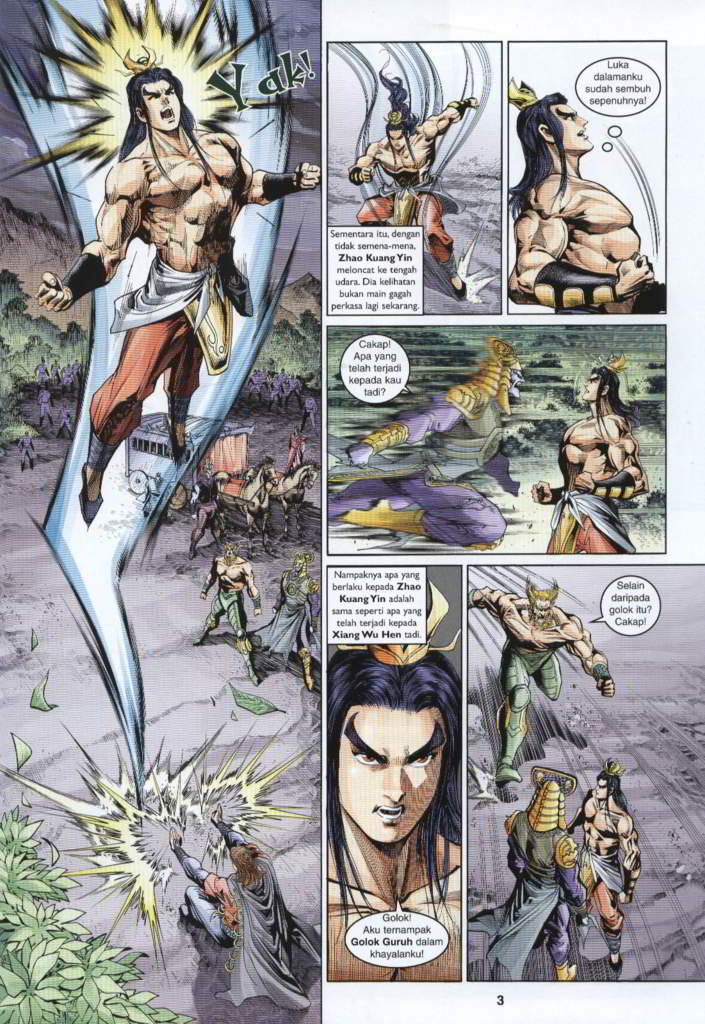 Yak!
Sementara itu, dengan
tidak semena-mena,
Zhao Kuang Yin
meloncat ke tengah
udara. Dia kelihatan
bukan main gagah
perkasa lagi sekarang.
Luka
dalamanku
sudah sembuh
sepenuhnya!
Cakap!
Apa yang
telah terjadi
kepada kau
tadi?
Nampaknya apa yang
berlaku kepada Zhao
Kuang Yin adalah
sama seperti apa yang
telah terjadi kepada
Xiang Wu Hen tadi.
Golok!
Aku ternampak
Golok Guruh dalam
khayalanku!
Selain
daripada
golok itu?
Cakap!
3